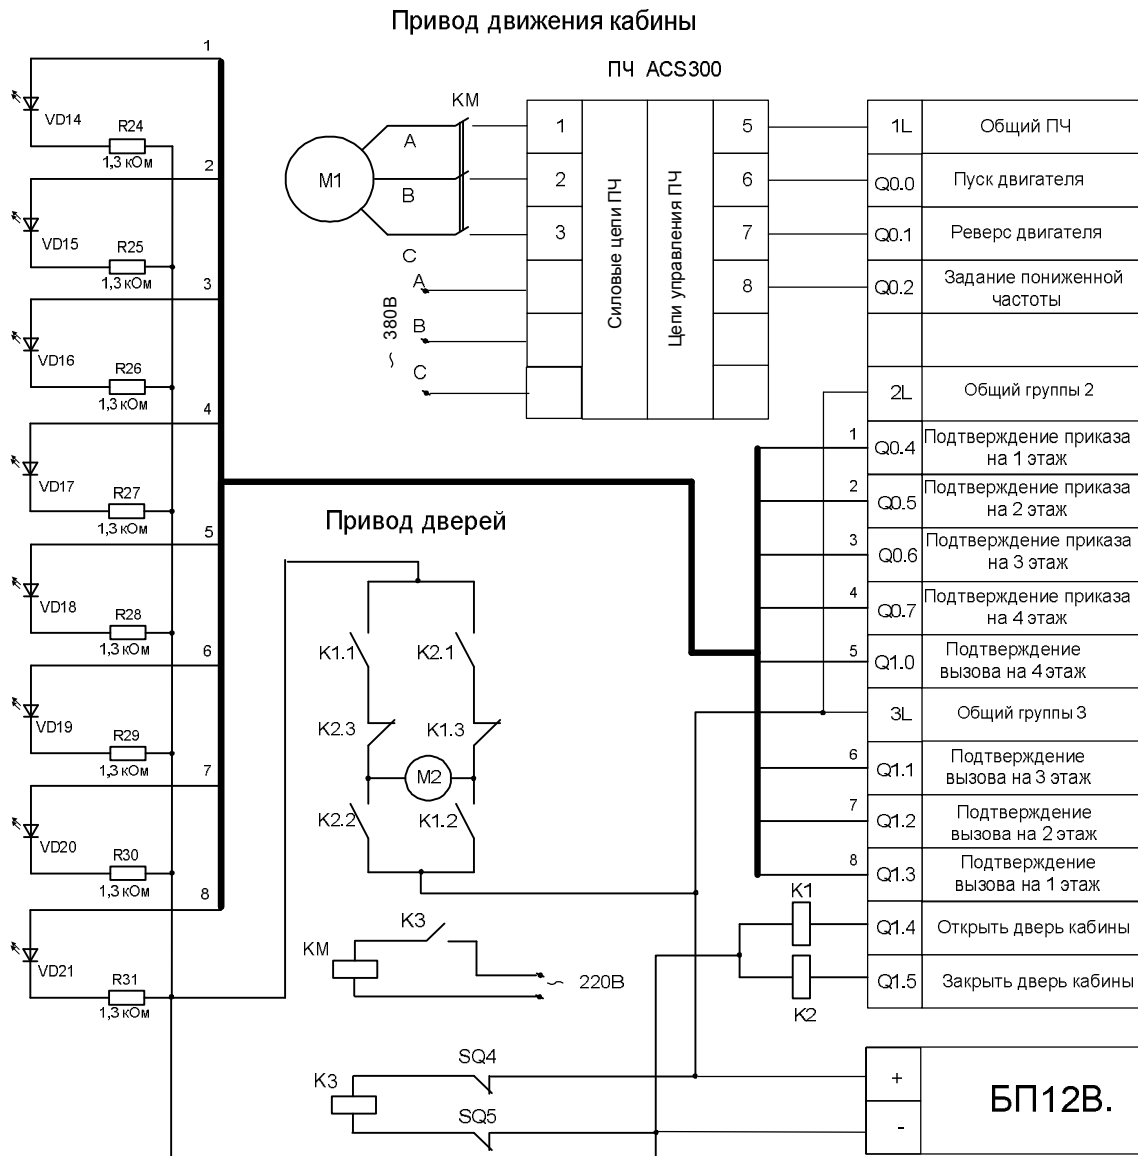 Привод движения кабины
ПЧ ACS300
1
VD14
R24
1,3 кОм
2
VD15
R25
1,3 кОм
3
VD16
R26
1,3 кОм
4
VD17
R27
1,3 кОм
5
VD18
R28
1,3 кОм
6
VD19
R29
1,3 кОм
7
VD20
R30
1,3 кОм
8
VD21
R31
1,3 кОм
KM
M1
A
B
C
A
B
C
~ 380В
1
2
3
Силовые цепи ПЧ
Цепи управления ПЧ
5
6
7
8
1L Общий ПЧ
Q0.0 Пуск двигателя
Q0.1 Реверс двигателя
Q0.2 Задание пониженной
частоты
2L Общий группы 2
1 Q0.4 Подтверждение приказа
на 1 этаж
2 Q0.5 Подтверждение приказа
на 2 этаж
3 Q0.6 Подтверждение приказа
на 3 этаж
4 Q0.7 Подтверждение приказа
на 4 этаж
5 Q1.0 Подтверждение
вызова на 4 этаж
3L Общий группы 3
6 Q1.1 Подтверждение
вызова на 3 этаж
7 Q1.2 Подтверждение
вызова на 2 этаж
8 Q1.3 Подтверждение
вызова на 1 этаж
K1
Q1.4 Открыть дверь кабины
Q1.5 Закрыть дверь кабины
K2
Привод дверей
K1.1
K2.1
K2.3
K1.3
M2
K2.2
K1.2
K3
KM
~ 220В
SQ4
K3
SQ5
+
-
БП12В.